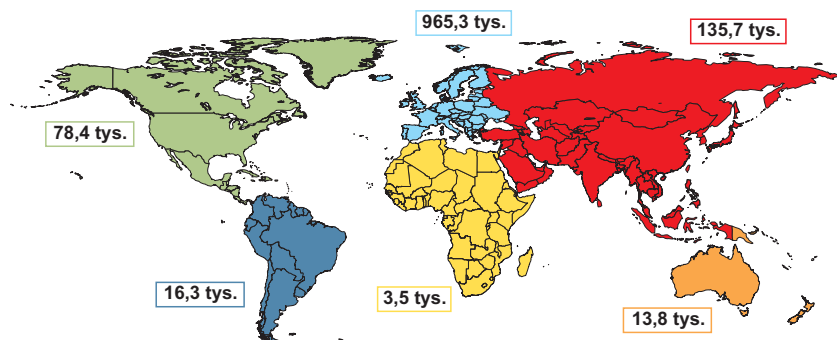 965,3 tys.
135,7 tys.
78,4 tys.
16,3 tys.
3,5 tys.
13,8 tys.